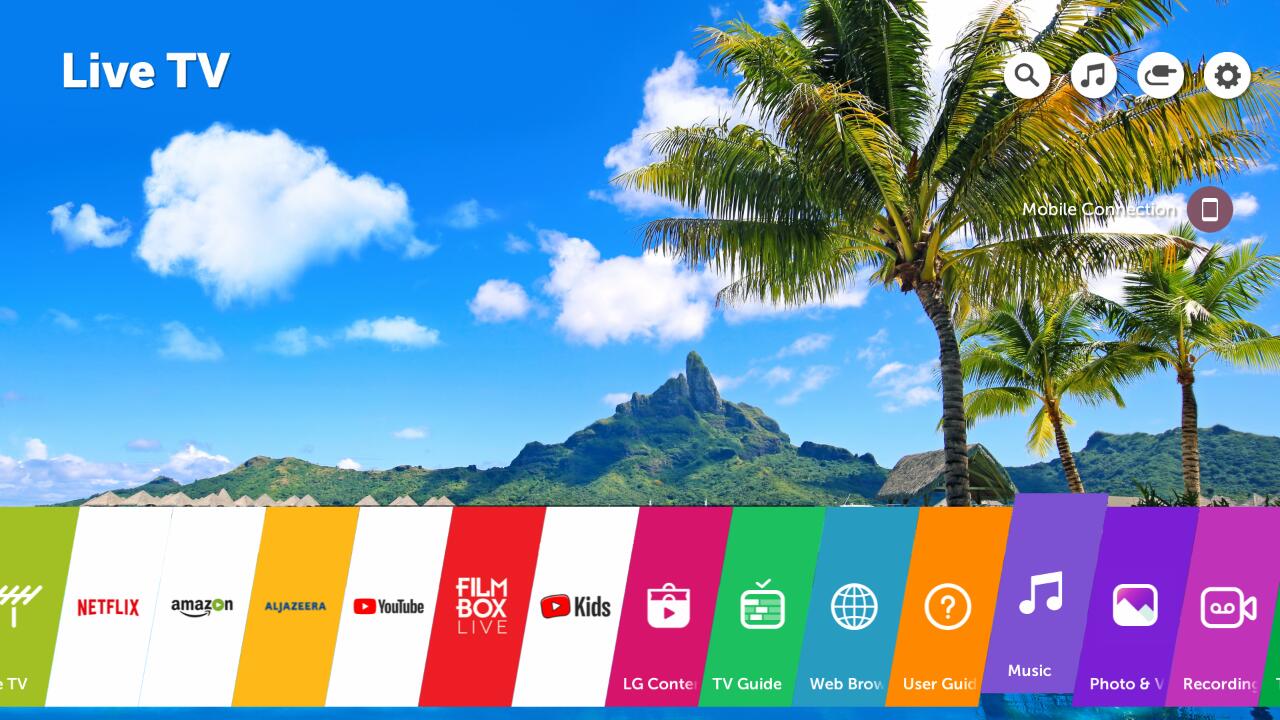 Live TV
Mobile Connection
NETFLIX
amazon
ALJAZEERA
YouTube
FILM
BOX
LIVE
Kids
e TV
LG Conte
TV Guide
Web Brow
User Guid
Music
Photo & V
Recording
T